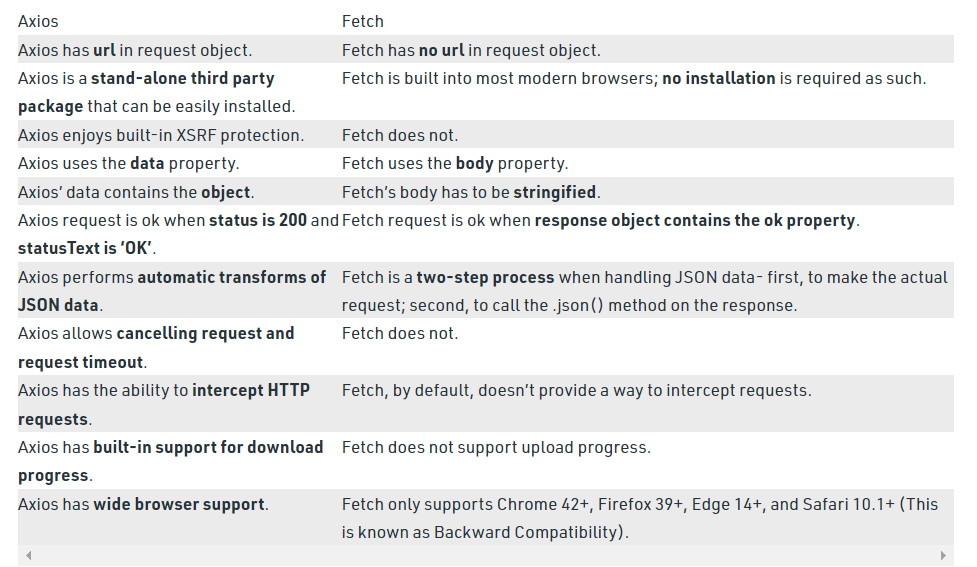 Axios Fetch
Axios has url in request object. Fetch has no url in request object.
Axios is a stand-alone third party Fetch is built into most modern browsers; no installation is required as such.
package that can be easily installed.
Axios enjoys built-in XSRF protection. Fetch does not.
Axios uses the data property. Fetch uses the body property.
Axios’ data contains the object. Fetch’s body has to be stringified.
Axios request is ok when status is 200 and Fetch request is ok when response object contains the ok property.
statusText is ‘OK’.
Axios performs automatic transforms of Fetch is a two-step process when handling JSON data- first, to make the actual
JSON data. request; second, to call the .json() method on the response.
Axios allows cancelling request and Fetch does not.
request timeout.
Axios has the ability to intercept HTTP Fetch, by default, doesn’t provide a way to intercept requests.
requests.
Axios has built-in support for download Fetch does not support upload progress.
progress.
Axios has wide browser support. Fetch only supports Chrome 42+, Firefox 39+, Edge 14+, and Safari 10.1+ (This
is known as Backward Compatibility).